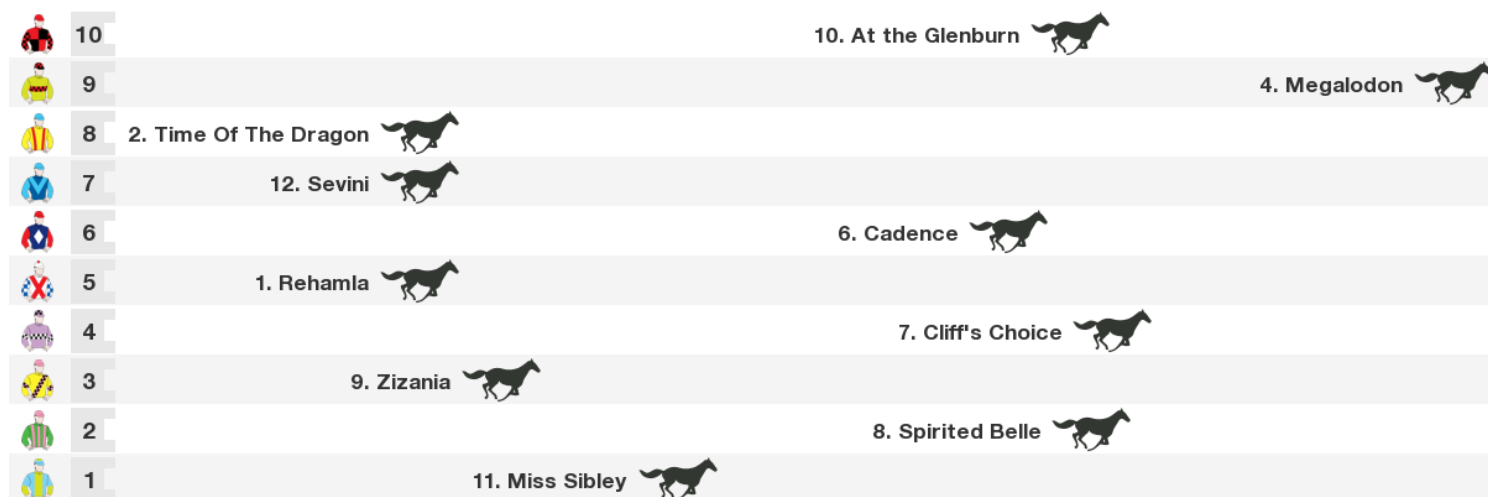 10 10. At the Glenburn
9 4. Megalodon
8 2. Time Of The Dragon
7 12. Sevini
6 6. Cadence
5 1. Rehamla
4 7. Cliff's Choice
3 9. Zizania
2 8. Spirited Belle
1 11. Miss Sibley